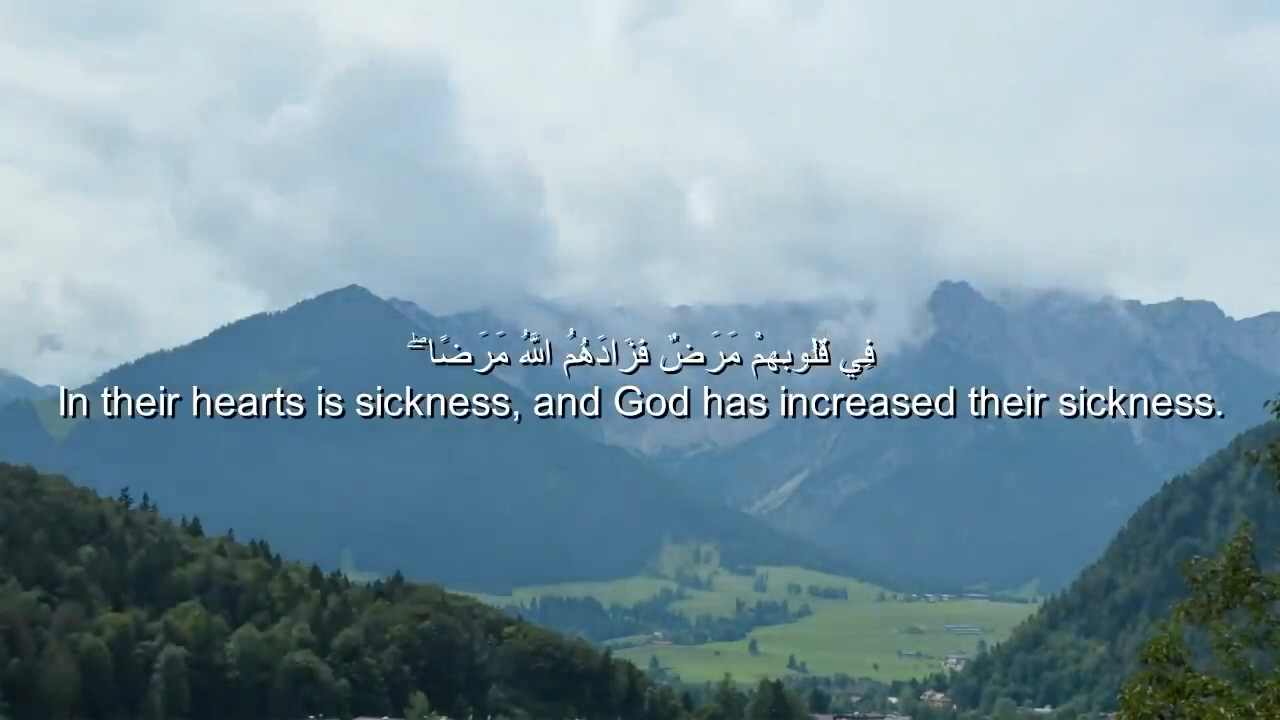 فِي قُلُوبِهِمْ مَرَضٌ فَزَادَهُمُ اللَّهُ مَرَضًا ۖ
In their hearts is sickness, and God has increased their sickness.